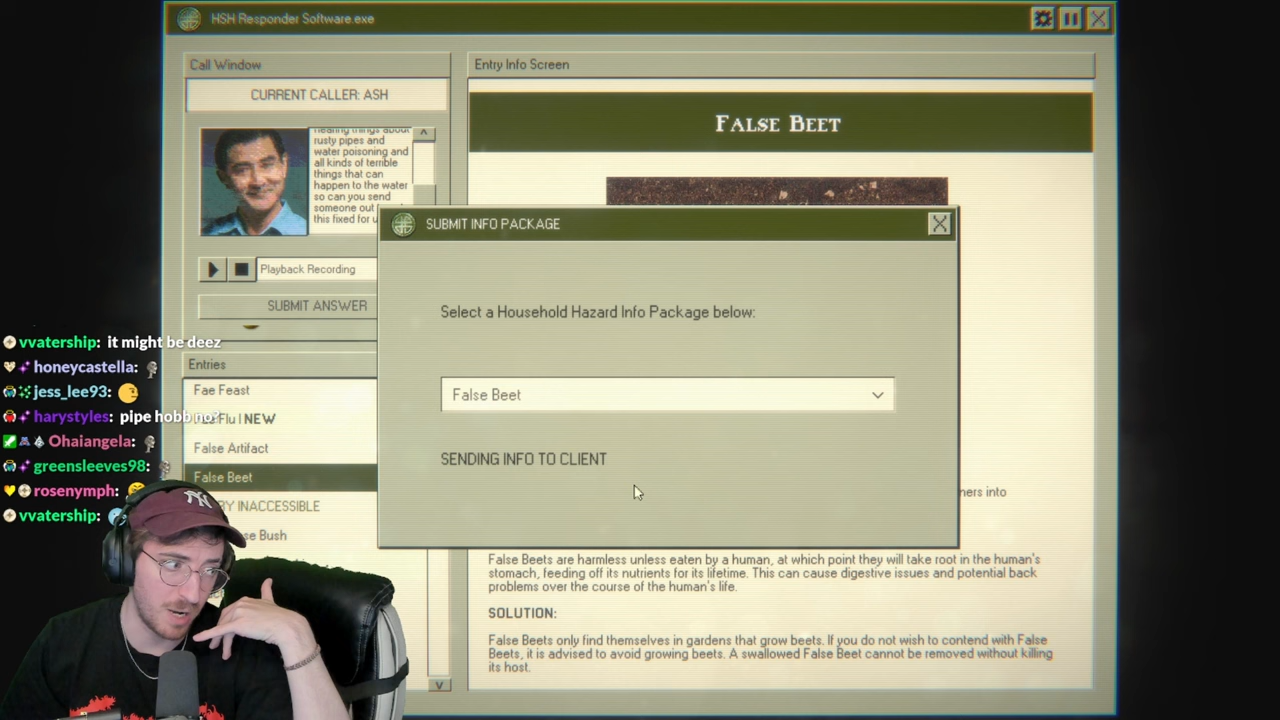 HSH Responder Software.exe
Call Window
CURRENT CALLER: ASH
hearing things about
rusty pipes and
water poisoning and
all kinds of terrible
things that can
happen to the water
so can you send
someone out
this fixed for
Playback Recording
SUBMIT ANSWER
Entries
Fae Feast
Flu | NEW
False Artifact
False Beet
INACCESSIBLE
Bush
Entry Info Screen
FALSE BEET
SUBMIT INFO PACKAGE
Select a Household Hazard Info Package below:
False Beet
SENDING INFO TO CLIENT
into
False Beets are harmless unless eaten by a human, at which point they will take root in the human's
stomach, feeding off its nutrients for its lifetime. This can cause digestive issues and potential back
problems over the course of the human's life.
SOLUTION:
False Beets only find themselves in gardens that grow beets. If you do not wish to contend with False
Beets, it is advised to avoid growing beets. A swallowed False Beet cannot be removed without killing
its host.
vvatership: it might be deez
honeycastella:
jess_lee93:
harystyles: pipe hobb no?
Ohaiangela:
greensleeves98:
rosenymph:
vvatership:
NY